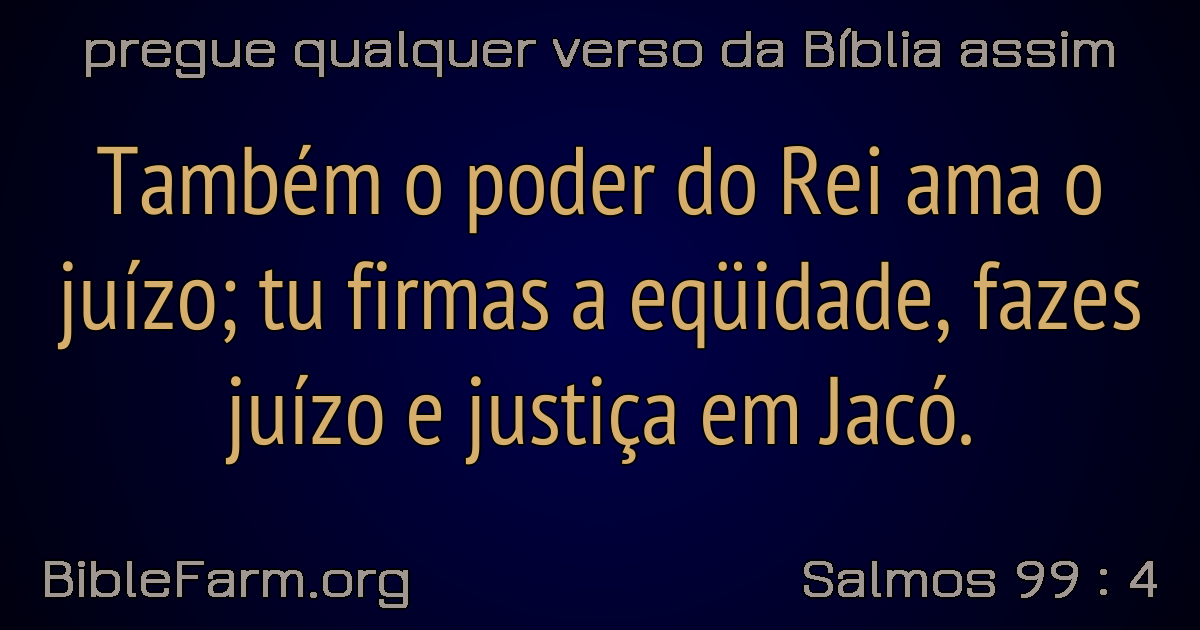 pregue qualquer verso da Bíblia assim
Também o poder do Rei ama o
juízo; tu firmas a eqüidade, fazes
juízo e justiça em Jacó.
BibleFarm.org
Salmos 99 : 4